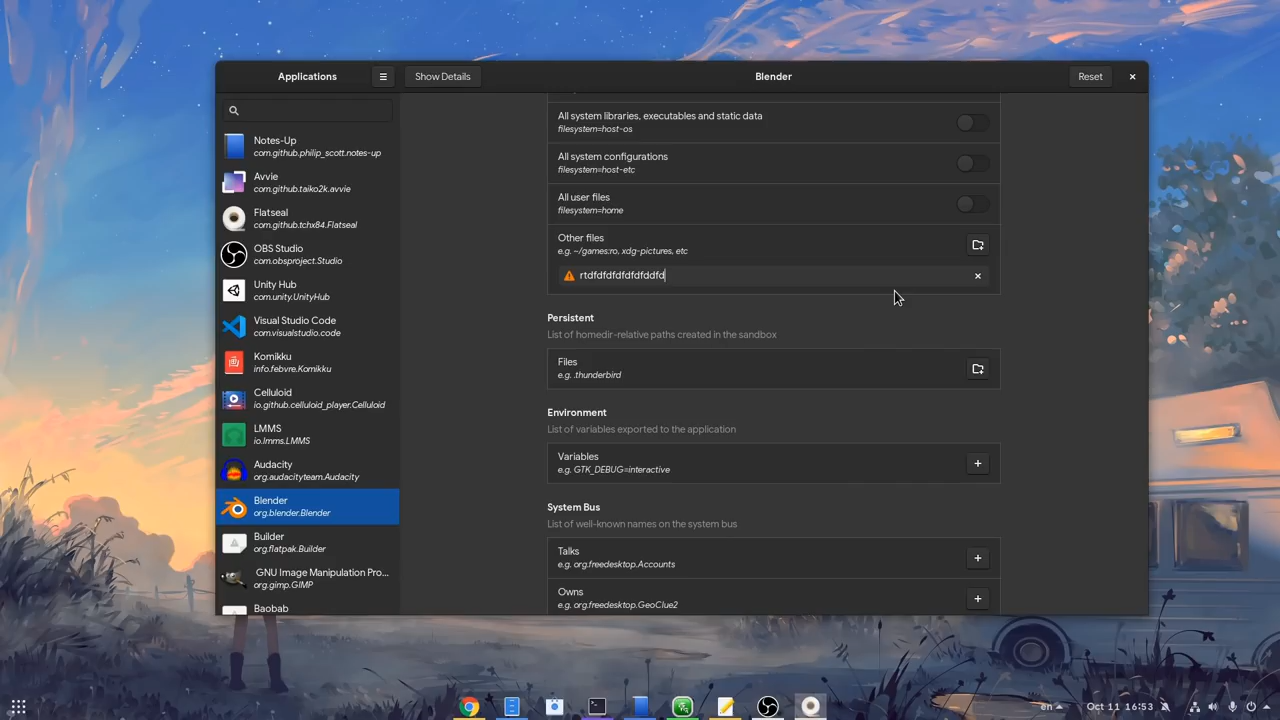 Applications
Show Details
Blender
Reset
Notes-Up
com.github.philip_scott.notes-up
Avvie
com.github.taiko2k.avvie
Flatseal
com.github.tchx84.Flatseal
OBS Studio
com.obsproject.Studio
Unity Hub
com.unity.UnityHub
Visual Studio Code
com.visualstudio.code
Komikku
info.febvre.Komikku
Celluloid
io.github.celluloid_player.Celluloid
LMMS
io.lmms.LMMS
Audacity
org.audacityteam.Audacity
Blender
org.blender.Blender
Builder
org.flatpak.Builder
GNU Image Manipulation Pro...
org.gimp.GIMP
Baobab
All system libraries, executables and static data
filesystem=host-os
All system configurations
filesystem=host-etc
All user files
filesystem=home
Other files
e.g. ~/games:ro, xdg-pictures, etc
rtdfdfdfdfdfdfddfd
Persistent
List of homedir-relative paths created in the sandbox
Files
e.g. .thunderbird
Environment
List of variables exported to the application
Variables
e.g. GTK_DEBUG=interactive
System Bus
List of well-known names on the system bus
Talks
e.g. org.freedesktop.Accounts
Owns
e.g. org.freedesktop.GeoClue2
en
Oct 11 16:53